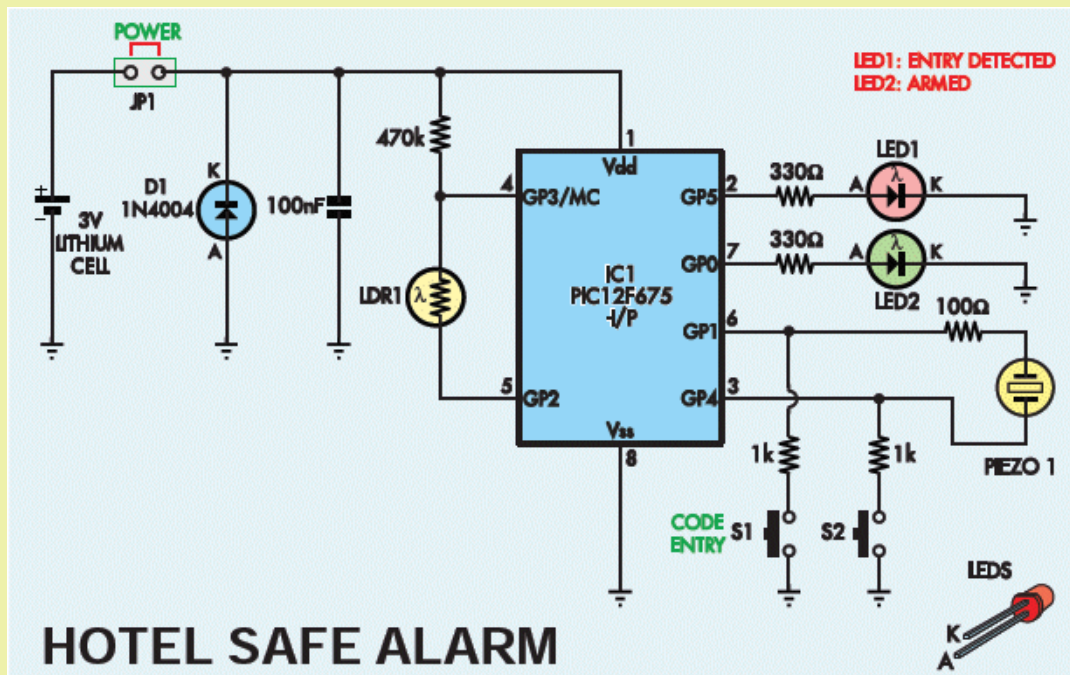 POWER
JP1
LED1: ENTRY DETECTED
LED2: ARMED
470k
1
Vdd
K
D1
1N4004
A
100nF
+
–
3V
LITHIUM
CELL
4
GP3/MC
LDR1
λ
5
GP2
IC1
PIC12F675
-I/P
GP5
2
330Ω
LED1
A
λ
K
GP0
7
330Ω
A
λ
K
LED2
GP1
6
100Ω
GP4
3
Vss
8
1k
1k
PIEZO 1
CODE
ENTRY
S1
S2
LEDS
K
A
HOTEL SAFE ALARM